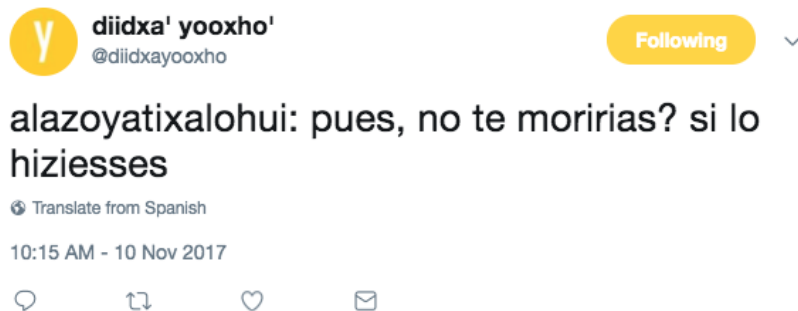 y
diidxa' yooxho'
@diidxayooxho
Following
alazoyatixalohui: pues, no te moririas? si lo
hiziesses
Translate from Spanish
10:15 AM - 10 Nov 2017